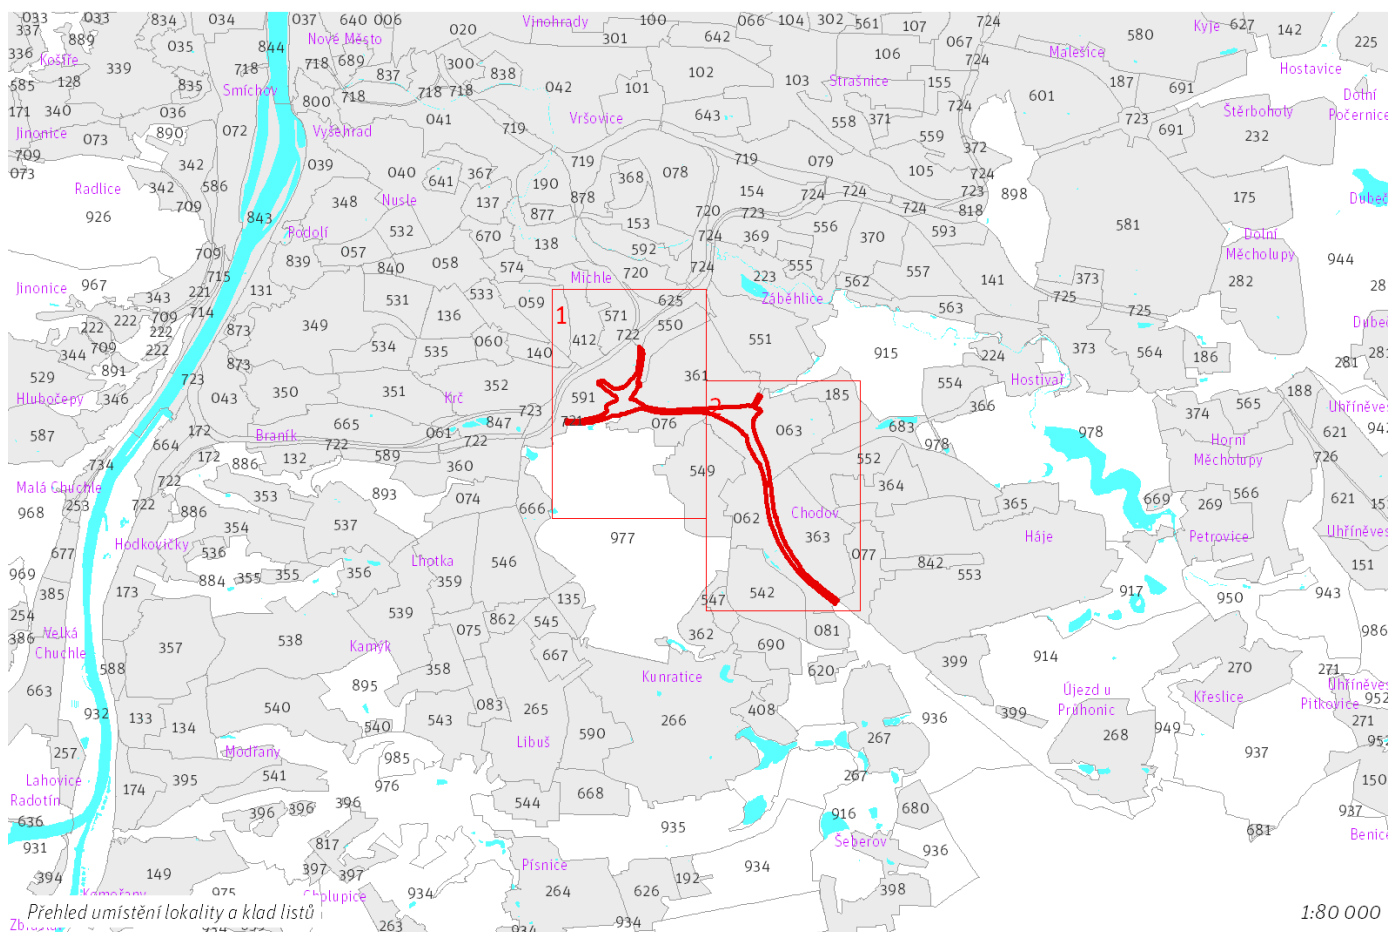 033 033 834 034 037 640 006 020 Vinohrady 100 066 104 302 561 107 724 Kyje 627 142
337 889 035 844 Nové Město 301 642 106 067 Malešice 580 225
336 Košíře 339 718 718 689 837 300 838 102 103 Strašnice 155 724 187 691 Hostavice
585 128 835 Smíchov 800 718 718 718 042 101 601 Dolní
171 340 036 072 041 643 558 371 724 723 691 Štěrboholy Počernice
Jinonice 073 890 Vyšehrad 719 Vršovice 559 372 232
709 342 039 719 719 079 724
073 342 586 040 641 367 190 878 368 078 154 105 723 898 175 Dubeč
Radlice 709 348 Nusle 137 877 153 720 723 724 724 724 818
926 843 Podolí 532 670 138 592 724 369 556 370 593 581 Dolní
709 839 057 058 574 720 724 555 557 Měcholupy 944
Jinonice 967 715 840 Michle 223 562 141 373 282 28
343 221 131 531 533 059 625 Záběhlice 563 725 725
222 222 709 714 873 349 136 1 571 550 Dubeč
344 709 222 534 535 060 140 412 722 551 915 224 373 564 186 281 281
529 891 873 361 Hostivař
Hlubočepy 346 723 043 350 351 Krč 352 591 2 185 554 366 374 565 188 Uhříněves
587 172 665 061 847 723 721 076 063 683 978 978 Horní 621 942
664 Braník 722 589 722 Měcholupy 726
734 172 886 132 360 549 552
Malá Chuchle 722 353 893 074 364 669 269 566 621 15
968 253 722 886 354 537 666 062 Chodov 365
677 Hodkovičky 536 Lhotka 546 977 363 077 Háje Petrovice Uhříněves
969 884 355 355 356 359 842 553 151
385 173 539 135 547 542 917 950 943
254 862 545
386 Velká 538 075 362 690 081 986
Chuchle 357 Kamýk 667 914 270 271
588 358 Kunratice 620 399 Újezd u Křeslice Uhříněves
663 895 Průhonic Pitkovice 952
932 133 134 540 540 543 083 265 590 266 408 936 399 268 949 271
257 Modřany 985 Libuš 267 937 952
Lahovice 395 541 976 267 150
Radotín 174 396 396 396 544 668 916 680 937
636 935 681 Benice
931 817 Šeberov 936
394 149 397 397 Písnice 934
Komořany 975 Cholupice 934 264 626 192 398
Přehled umístění lokality a klad listů 263 934 934 1:80 000